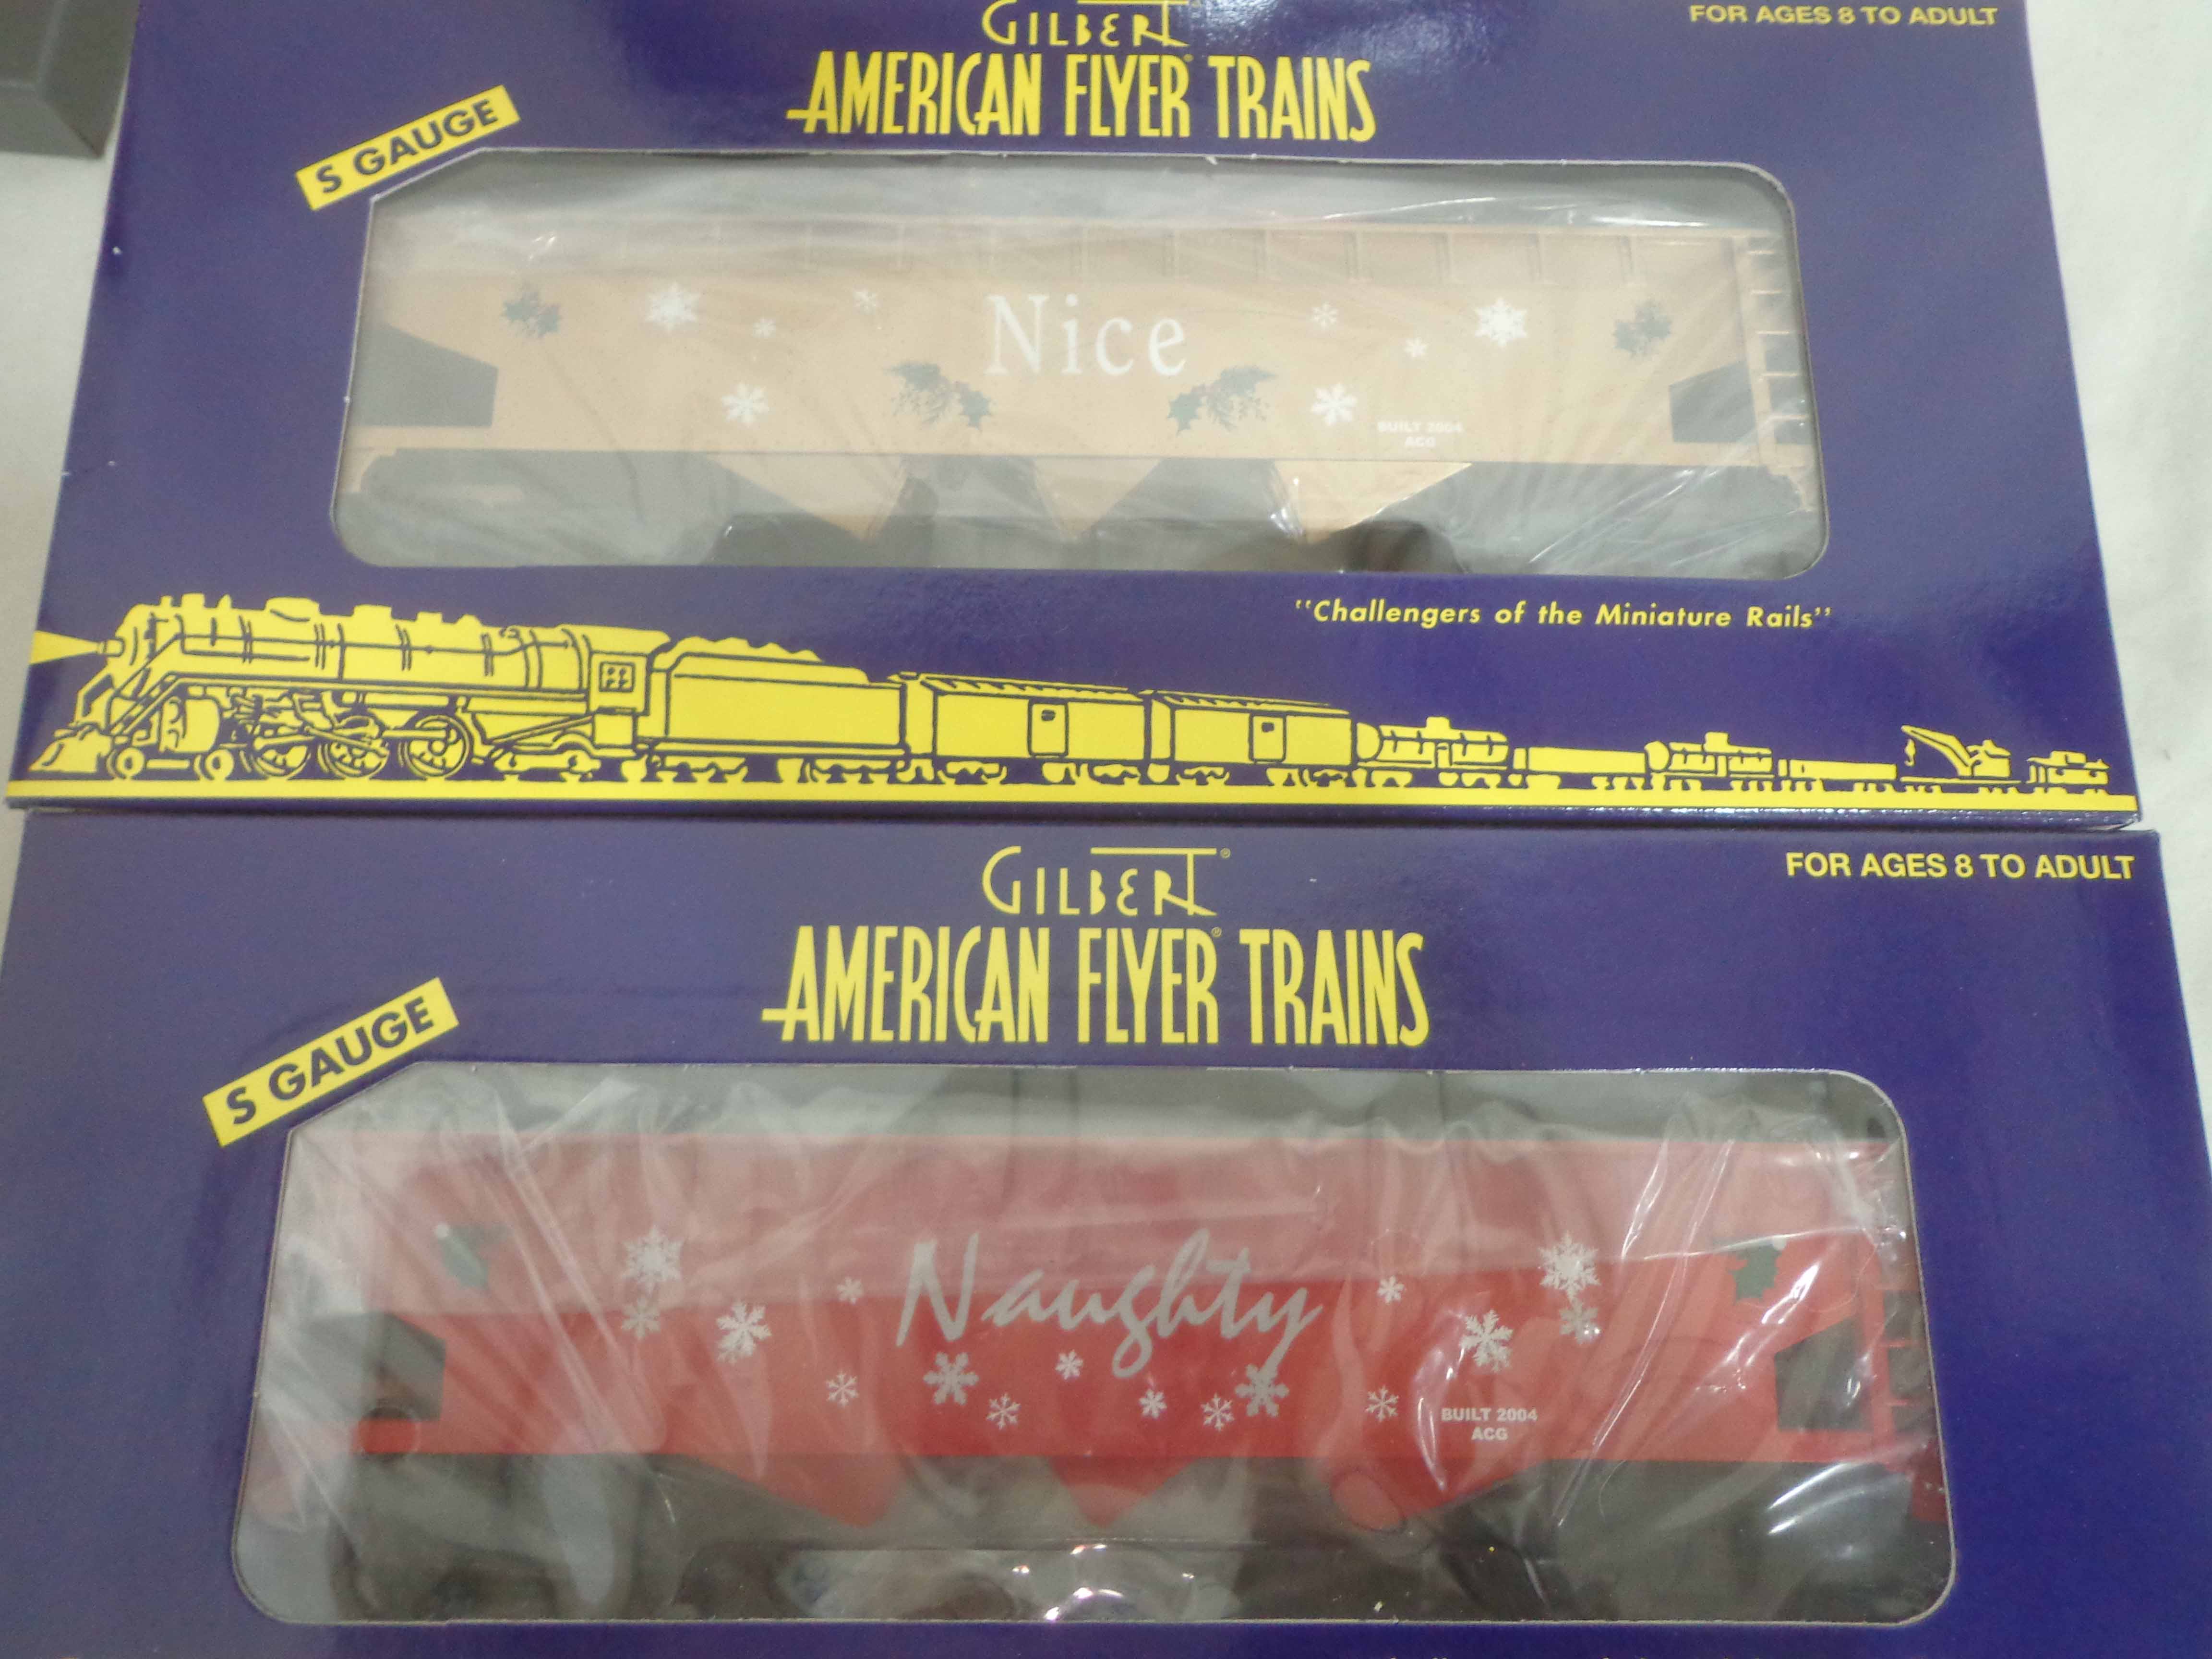 GILBERT
FOR AGES 8 TO ADULT
AMERICAN FLYER® TRAINS
S GAUGE
Nice
BUILT 2004
ACG
"Challengers of the Miniature Rails"
GILBERT®
FOR AGES 8 TO ADULT
AMERICAN FLYER® TRAINS
S GAUGE
Naughty
BUILT 2004
ACG